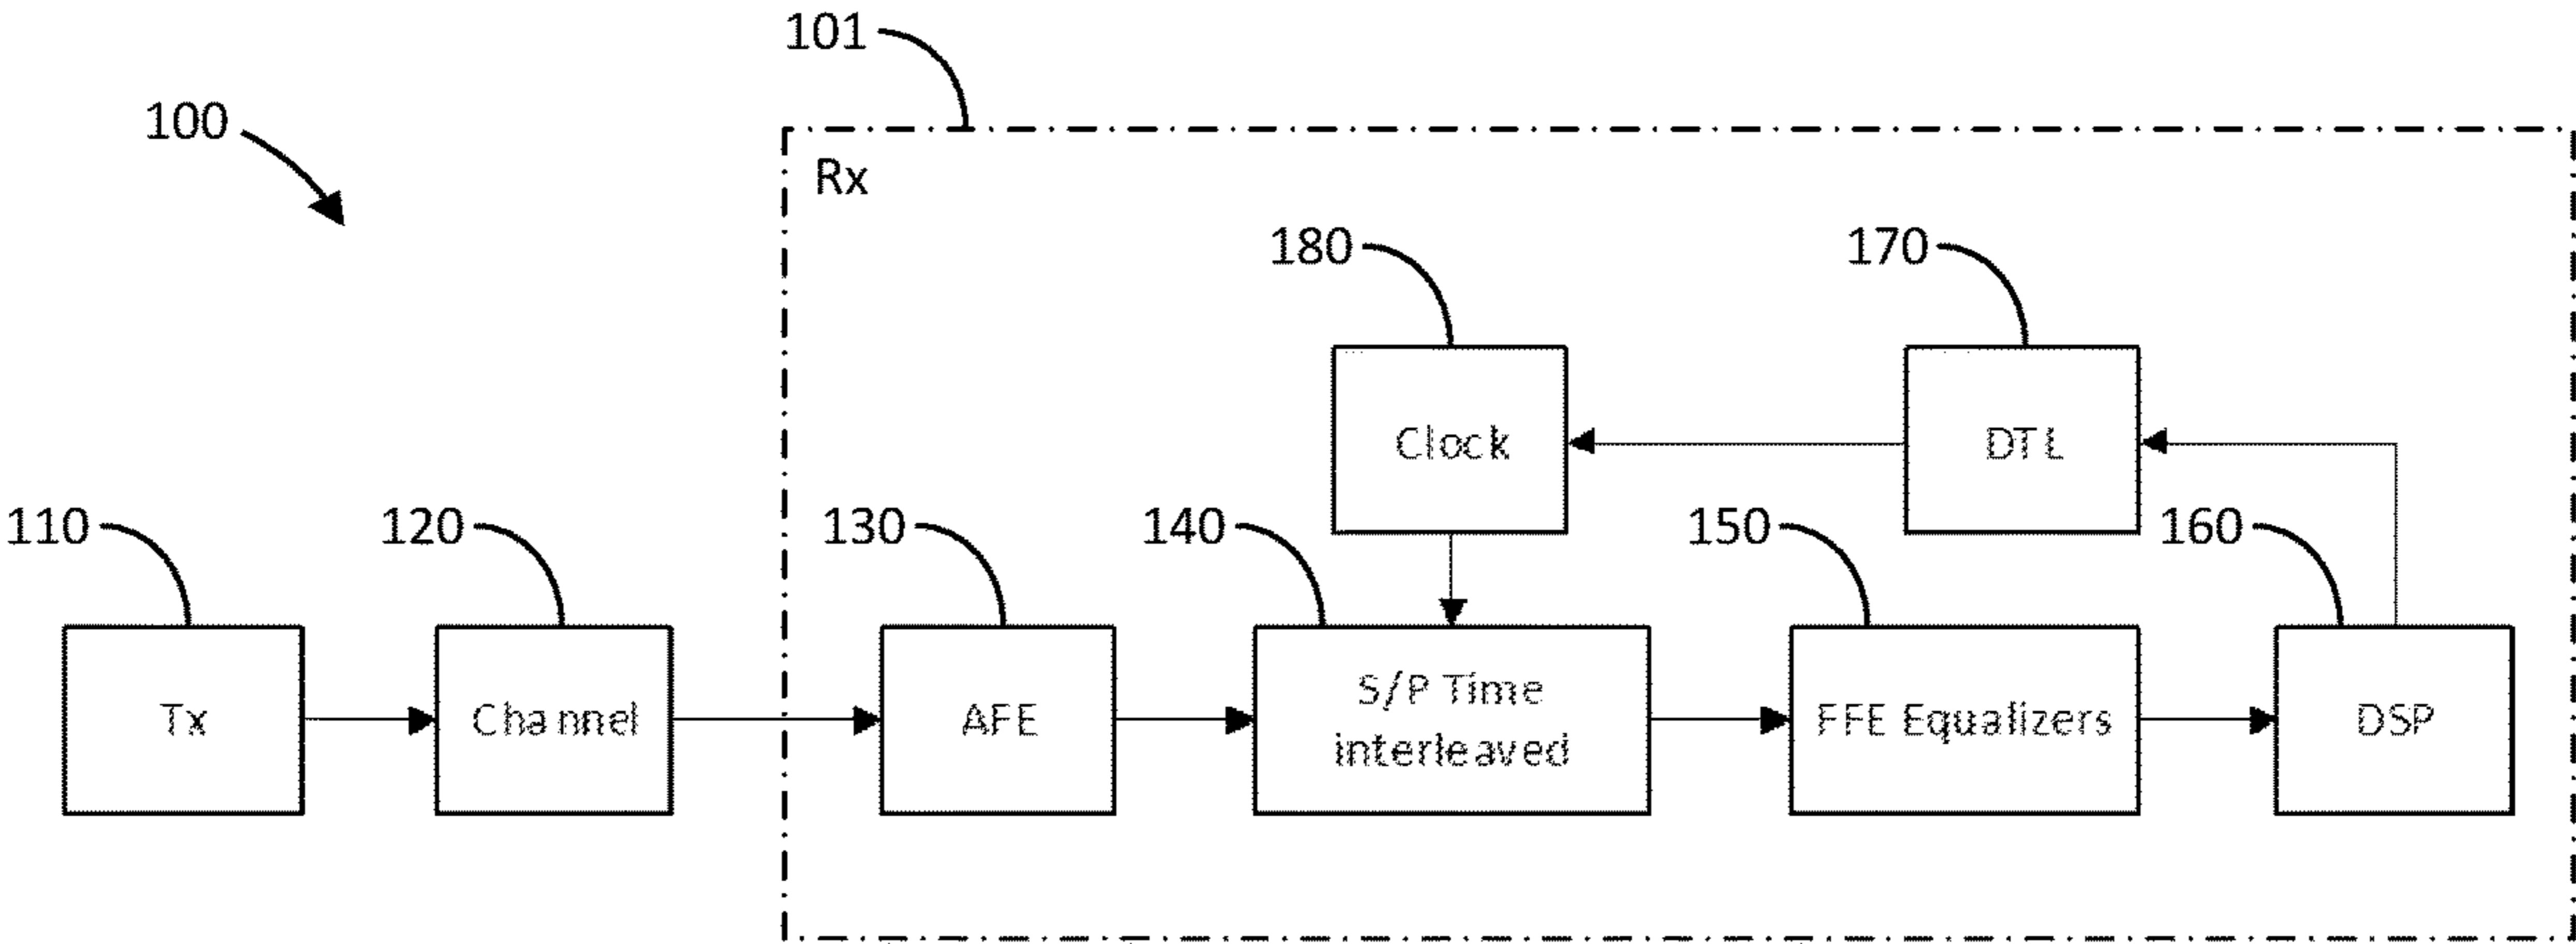 101
100
Rx
180
170
Clock
DTL
110
120
130
140
150
160
Tx
Channel
AFE
S/P Time
interleaved
FFE Equalizers
DSP